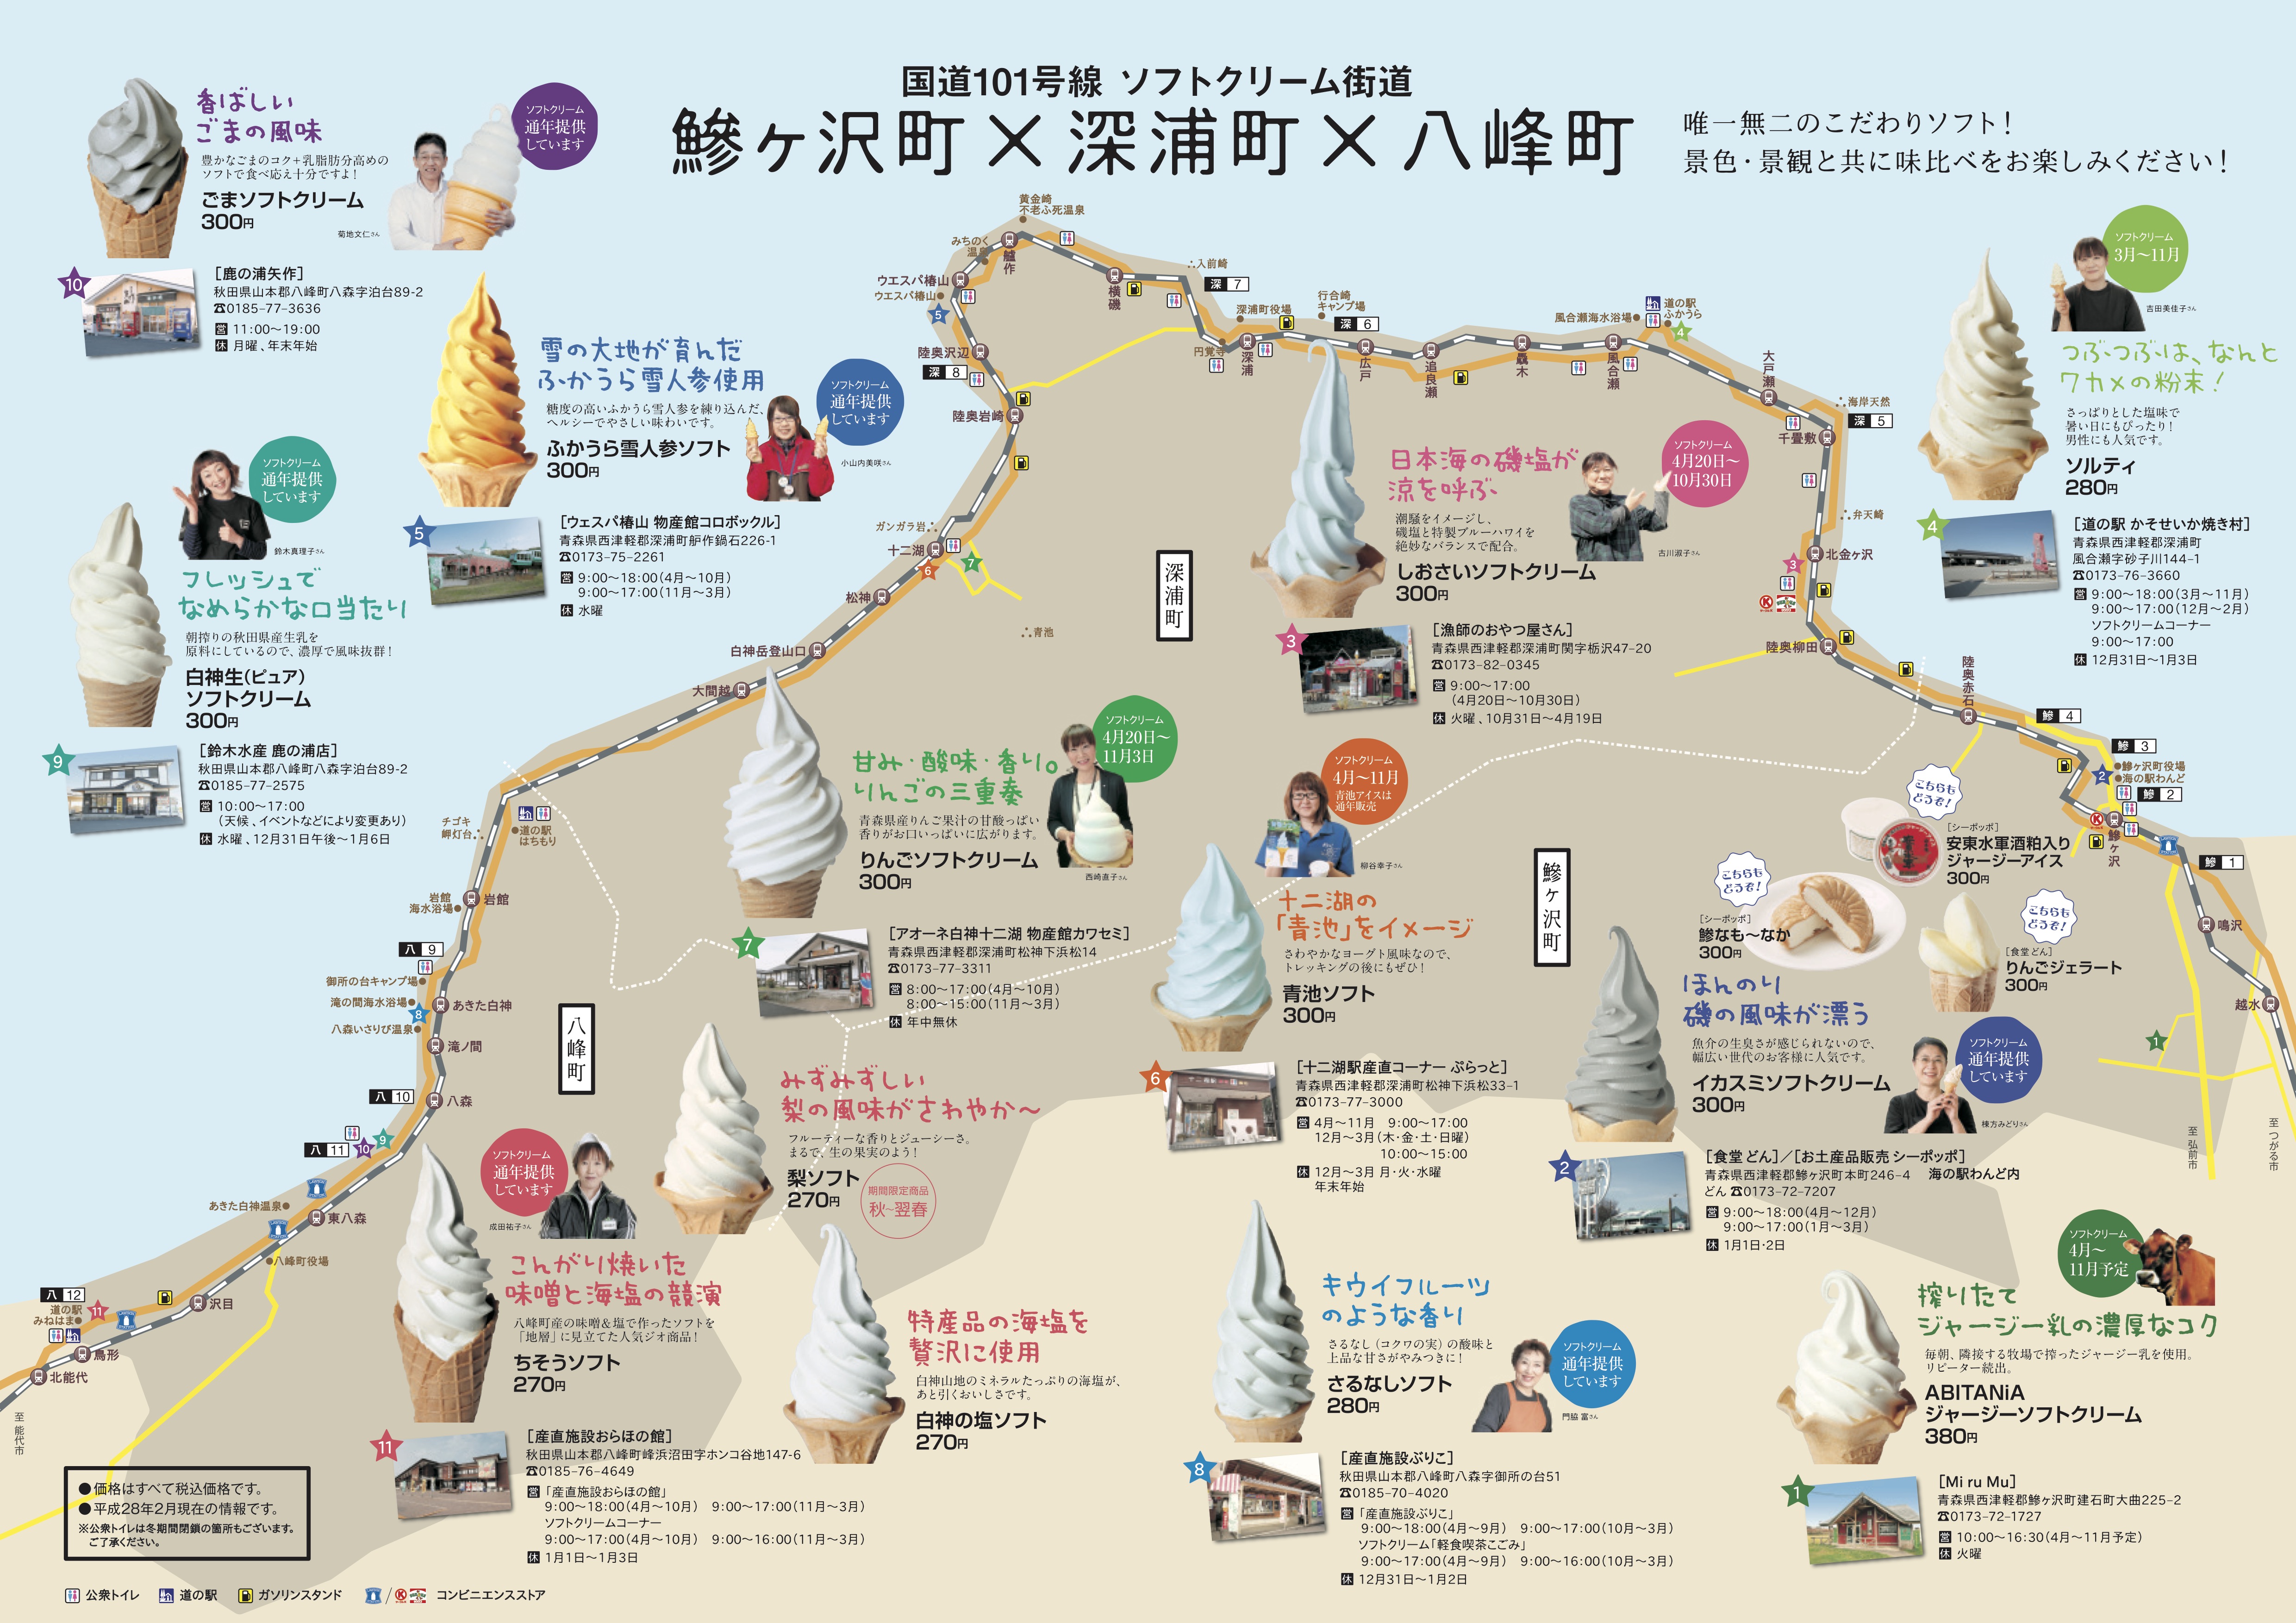 国道101号線 ソフトクリーム街道
鰺ヶ沢町×深浦町×八峰町
唯一無二のこだわりソフト！
景色・景観と共に味比べをお楽しみください！
香ばしい
ごまの風味
豊かなごまのコク＋乳脂肪分高めの
ソフトで食べ応え十分ですよ！
ごまソフトクリーム
300円
菊地文仁さん
ソフトクリーム
通年提供
しています
10
［鹿の浦矢作］
秋田県山本郡八峰町八森字泊台89-2
☎0185-77-3636
営 11:00～19:00
休 月曜、年末年始
雪の大地が育んだ
ふかうら雪人参使用
糖度の高いふかうら雪人参を練り込んだ、
ヘルシーでやさしい味わいです。
ふかうら雪人参ソフト
300円
ソフトクリーム
通年提供
しています
小山内美咲さん
5
［ウェスパ椿山 物産館コロボックル］
青森県西津軽郡深浦町舮作鍋石226-1
☎0173-75-2261
営 9:00～18:00（4月～10月）
9:00～17:00（11月～3月）
休 水曜
ソフトクリーム
通年提供
しています
鈴木真理子さん
フレッシュで
なめらかな口当たり
朝搾りの秋田県産生乳を
原料にしているので、濃厚で風味抜群！
白神生（ピュア）
ソフトクリーム
300円
9
［鈴木水産 鹿の浦店］
秋田県山本郡八峰町八森字泊台89-2
☎0185-77-2575
営 10:00～17:00
（天候、イベントなどにより変更あり）
休 水曜、12月31日午後～1月6日
ソフトクリーム
3月～11月
吉田美佳子さん
つぶつぶは、なんと
ワカメの粉末！
さっぱりとした塩味で
暑い日にもぴったり！
男性にも人気です。
ソルティ
280円
4
［道の駅 かそせいか焼き村］
青森県西津軽郡深浦町
風合瀬字砂子川144-1
☎0173-76-3660
営 9:00～18:00（3月～11月）
9:00～17:00（12月～2月）
ソフトクリームコーナー
9:00～17:00
休 12月31日～1月3日
日本海の磯塩が
涼を呼ぶ
潮騒をイメージし、
磯塩と特製ブルーハワイを
絶妙なバランスで配合。
しおさいソフトクリーム
300円
ソフトクリーム
4月20日～
10月30日
古川淑子さん
3
［漁師のおやつ屋さん］
青森県西津軽郡深浦町関字栃沢47-20
☎0173-82-0345
営 9:00～17:00
（4月20日～10月30日）
休 火曜、10月31日～4月19日
甘み・酸味・香り。
りんごの三重奏
青森県産りんご果汁の甘酸っぱい
香りがお口いっぱいに広がります。
りんごソフトクリーム
300円
ソフトクリーム
4月20日～
11月3日
西崎直子さん
7
［アオーネ白神十二湖 物産館カワセミ］
青森県西津軽郡深浦町松神下浜松14
☎0173-77-3311
営 8:00～17:00（4月～10月）
8:00～15:00（11月～3月）
休 年中無休
ソフトクリーム
4月～11月
青池アイスは
通年販売
柳谷幸子さん
十二湖の
「青池」をイメージ
さわやかなヨーグルト風味なので、
トレッキングの後にもぜひ！
青池ソフト
300円
6
［十二湖駅産直コーナー ぷらっと］
青森県西津軽郡深浦町松神下浜松33-1
☎0173-77-3000
営 4月～11月 9:00～17:00
12月～3月（木・金・土・日曜）
10:00～15:00
休 12月～3月 月・火・水曜
年末年始
こちらもどうぞ！
［シーポッポ］
安東水軍酒粕入り
ジャージーアイス
300円
こちらもどうぞ！
［シーポッポ］
鯵なも～なか
300円
こちらもどうぞ！
［食堂どん］
りんごジェラート
300円
ほんのり
磯の風味が漂う
魚介の生臭さが感じられないので、
幅広い世代のお客様に人気です。
イカスミソフトクリーム
300円
ソフトクリーム
通年提供
しています
棟方みどりさん
2
［食堂 どん］／［お土産品販売 シーポッポ］
青森県西津軽郡鰺ヶ沢町本町246-4 海の駅わんど内
どん ☎0173-72-7207
営 9:00～18:00（4月～12月）
9:00～17:00（1月～3月）
休 1月1日・2日
みずみずしい
梨の風味がさわやか～
フルーティーな香りとジューシーさ。
まるで、生の果実のよう！
梨ソフト
270円
期間限定商品
秋～翌春
ソフトクリーム
通年提供
しています
成田祐子さん
こんがり焼いた
味噌と海塩の競演
八峰町産の味噌＆塩で作ったソフトを
「地層」に見立てた人気ジオ商品！
ちそうソフト
270円
特産品の海塩を
贅沢に使用
白神山地のミネラルたっぷりの海塩が、
あと引くおいしさです。
白神の塩ソフト
270円
11
［産直施設おらほの館］
秋田県山本郡八峰町峰浜沼田字ホンコ谷地147-6
☎0185-76-4649
営 「産直施設おらほの館」
9:00～18:00（4月～10月） 9:00～17:00（11月～3月）
ソフトクリームコーナー
9:00～17:00（4月～10月） 9:00～16:00（11月～3月）
休 1月1日～1月3日
キウイフルーツ
のような香り
さるなし（コクワの実）の酸味と
上品な甘さがやみつきに！
さるなしソフト
280円
ソフトクリーム
通年提供
しています
門脇 富さん
8
［産直施設ぶりこ］
秋田県山本郡八峰町八森字御所の台51
☎0185-70-4020
営 「産直施設ぶりこ」
9:00～18:00（4月～9月） 9:00～17:00（10月～3月）
ソフトクリーム「軽食喫茶こごみ」
9:00～17:00（4月～9月） 9:00～16:00（10月～3月）
休 12月31日～1月2日
ソフトクリーム
4月～
11月予定
搾りたて
ジャージー乳の濃厚なコク
毎朝、隣接する牧場で搾ったジャージー乳を使用。
リピーター続出。
ABITANiA
ジャージーソフトクリーム
380円
1
［Mi ru Mu］
青森県西津軽郡鰺ヶ沢町建石町大曲225-2
☎0173-72-1727
営 10:00～16:30（4月～11月予定）
休 火曜
黄金崎
不老ふ死温泉
みちのく
温泉
艫作
ウエスパ椿山
ウエスパ椿山
5
陸奥沢辺
深 8
陸奥岩崎
横磯
入前崎
深 7
深浦町役場
円覚寺
深浦
行合崎
キャンプ場
深 6
広戸
追良瀬
驫木
風合瀬海水浴場
風合瀬
道の駅
ふかうら
4
大戸瀬
海岸天然
深 5
千畳敷
弁天崎
3
北金ヶ沢
陸奥柳田
陸奥赤石
鰺 4
鰺 3
鰺ヶ沢町役場
海の駅わんど
2
鰺 2
鰺ヶ沢
鰺 1
鳴沢
越水
1
至 弘前市
至 つがる市
ガンガラ岩
十二湖
6
7
松神
青池
白神岳登山口
大間越
深浦町
鰺ヶ沢町
八峰町
チゴキ
岬灯台
道の駅
はちもり
岩館
海水浴場
岩館
八 9
御所の台キャンプ場
滝の間海水浴場
あきた白神
8
八森いさりび温泉
滝ノ間
八 10
八森
八 11
10
9
あきた白神温泉
東八森
八峰町役場
八 12
道の駅
みねはま
11
沢目
鳥形
北能代
至 能代市
●価格はすべて税込価格です。
●平成28年2月現在の情報です。
※公衆トイレは冬期間閉鎖の箇所もございます。
ご了承ください。
公衆トイレ 道の駅 ガソリンスタンド コンビニエンスストア